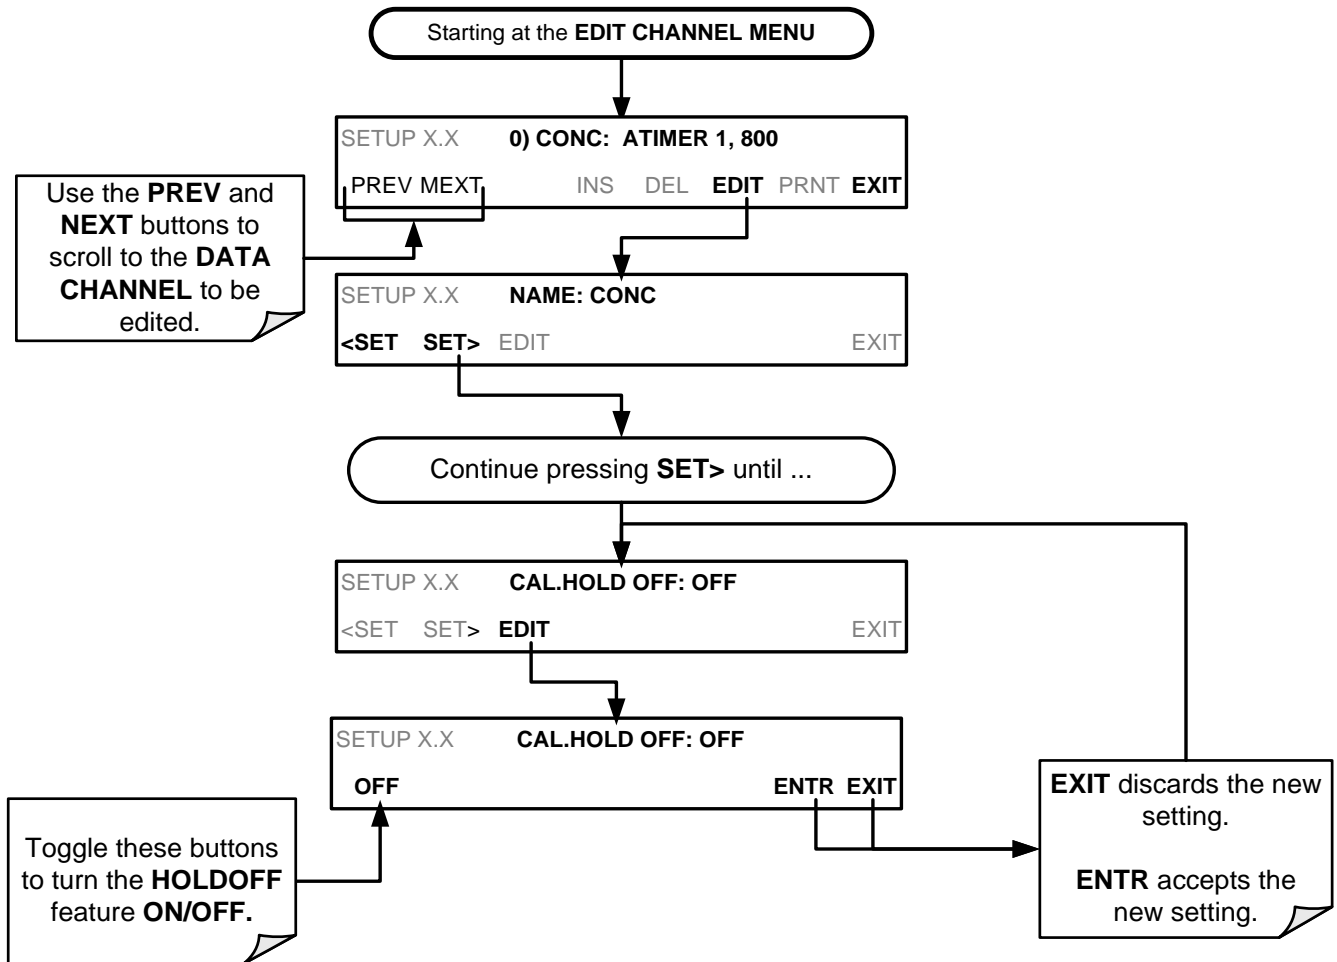 Starting at the EDIT CHANNEL MENU
SETUP X.X 0) CONC: ATIMER 1, 800
PREV MEXT INS DEL EDIT PRNT EXIT
Use the PREV and
NEXT buttons to
scroll to the DATA
CHANNEL to be
edited.
SETUP X.X NAME: CONC
<SET SET> EDIT EXIT
Continue pressing SET> until ...
SETUP X.X CAL.HOLD OFF: OFF
<SET SET> EDIT EXIT
SETUP X.X CAL.HOLD OFF: OFF
OFF ENTR EXIT
Toggle these buttons
to turn the HOLDOFF
feature ON/OFF.
EXIT discards the new
setting.
ENTR accepts the
new setting.